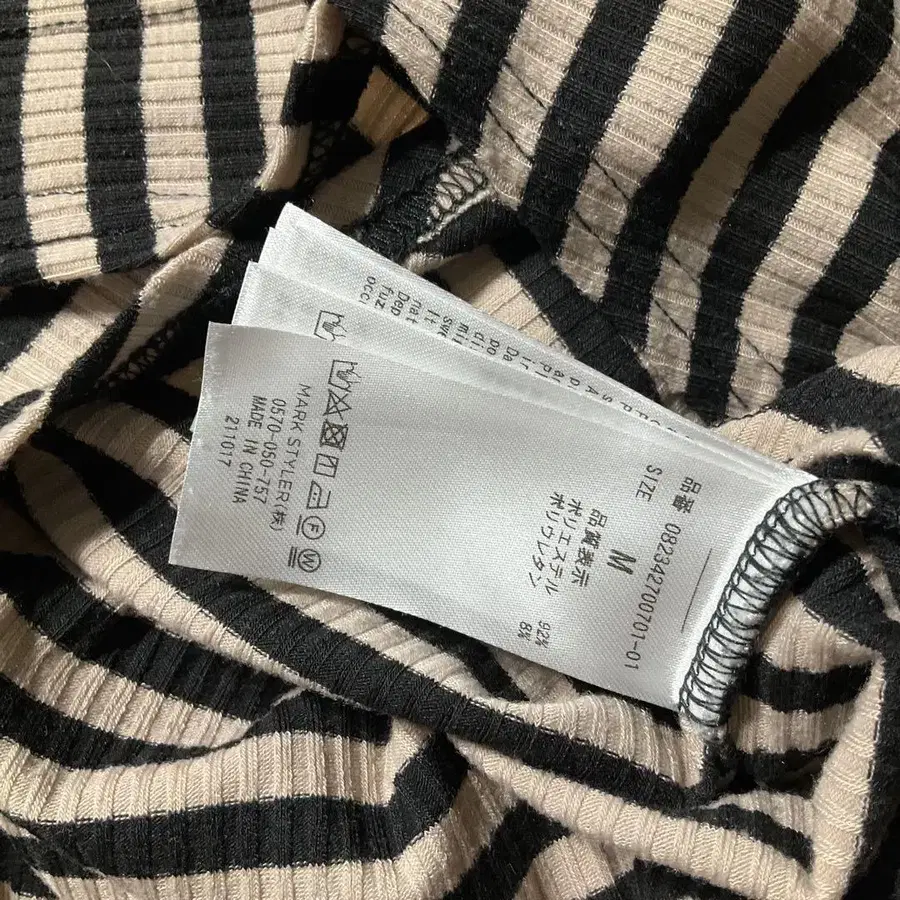 品番 082342700701-01
SIZE
M
品質表示
ポリエステル 92%
ポリウレタン 8%
F
W
MARK STYLER(株)
0570-050-757
MADE IN CHINA
211017